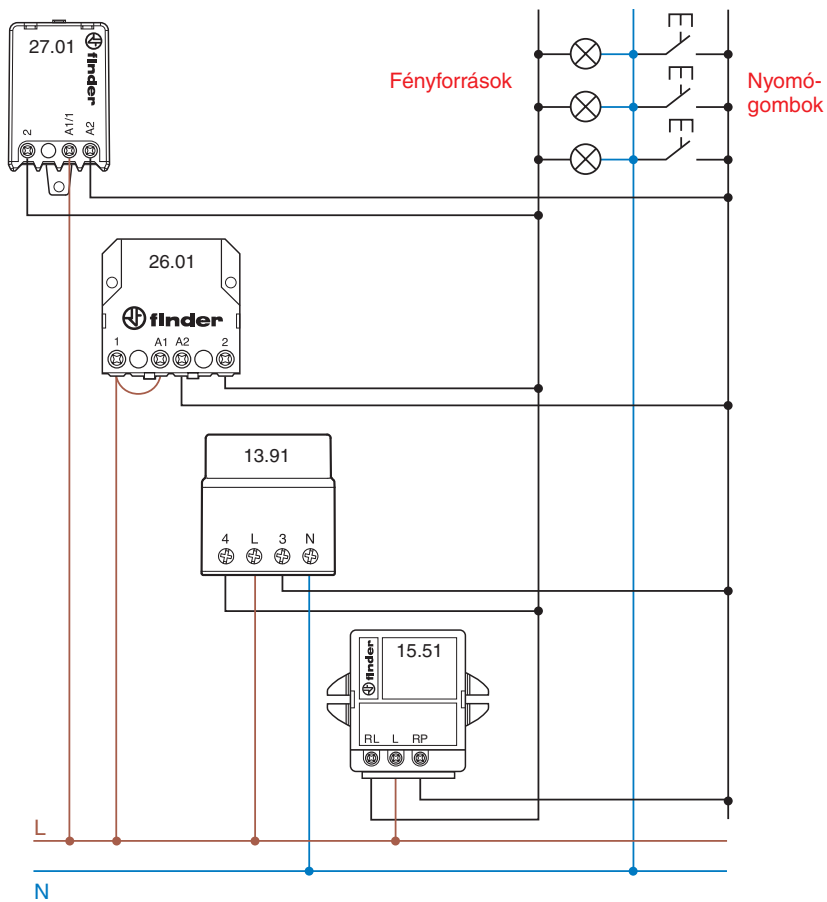 27.01
finder
2
A1/1
A2
Fényforrások
Nyomó-
gombok
26.01
finder
1 A1 A2 2
13.91
4 L 3 N
finder
15.51
RL L RP
L
N